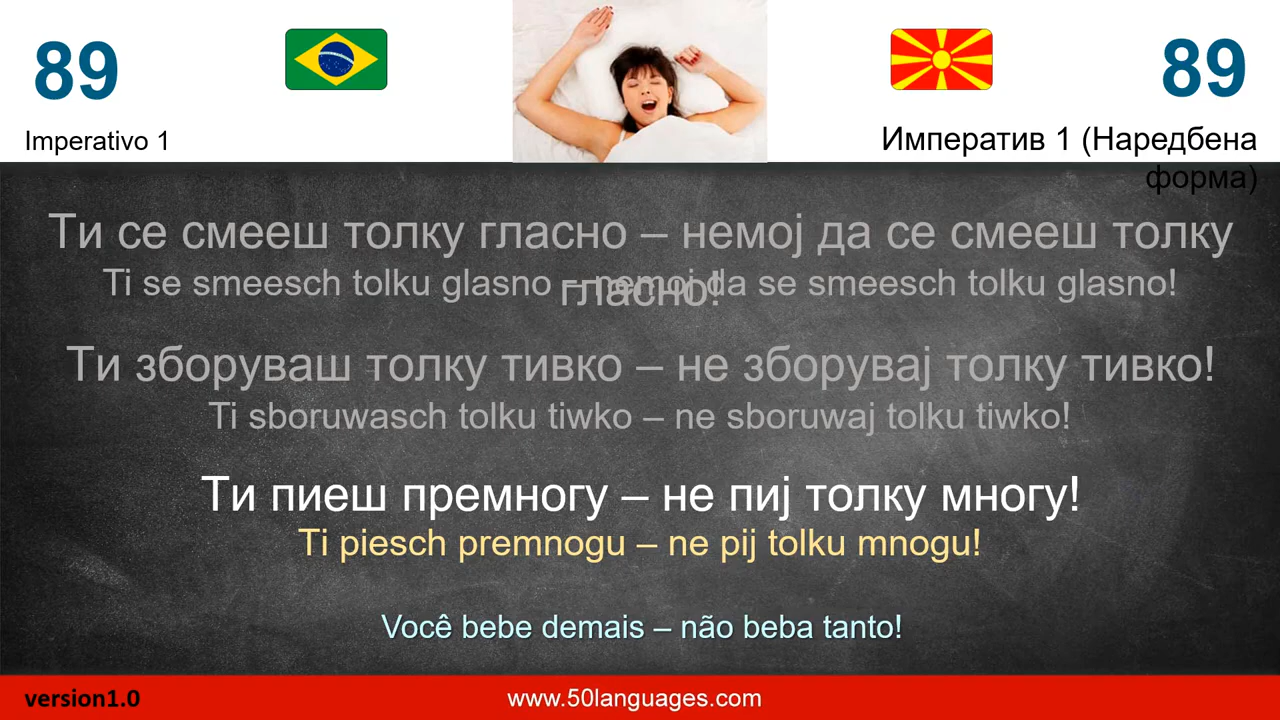 89
89
Imperativo 1
Императив 1 (Наредбена
форма)
Ти се смееш толку гласно – немој да се смееш толку
гласно!
Ti se smeesch tolku glasno – nemoj da se smeesch tolku glasno!
Ти зборуваш толку тивко – не зборувај толку тивко!
Ti sboruwasch tolku tiwko – ne sboruwaj tolku tiwko!
Ти пиеш премногу – не пиј толку многу!
Ti piesch premnogu – ne pij tolku mnogu!
Você bebe demais – não beba tanto!
version1.0
www.50languages.com